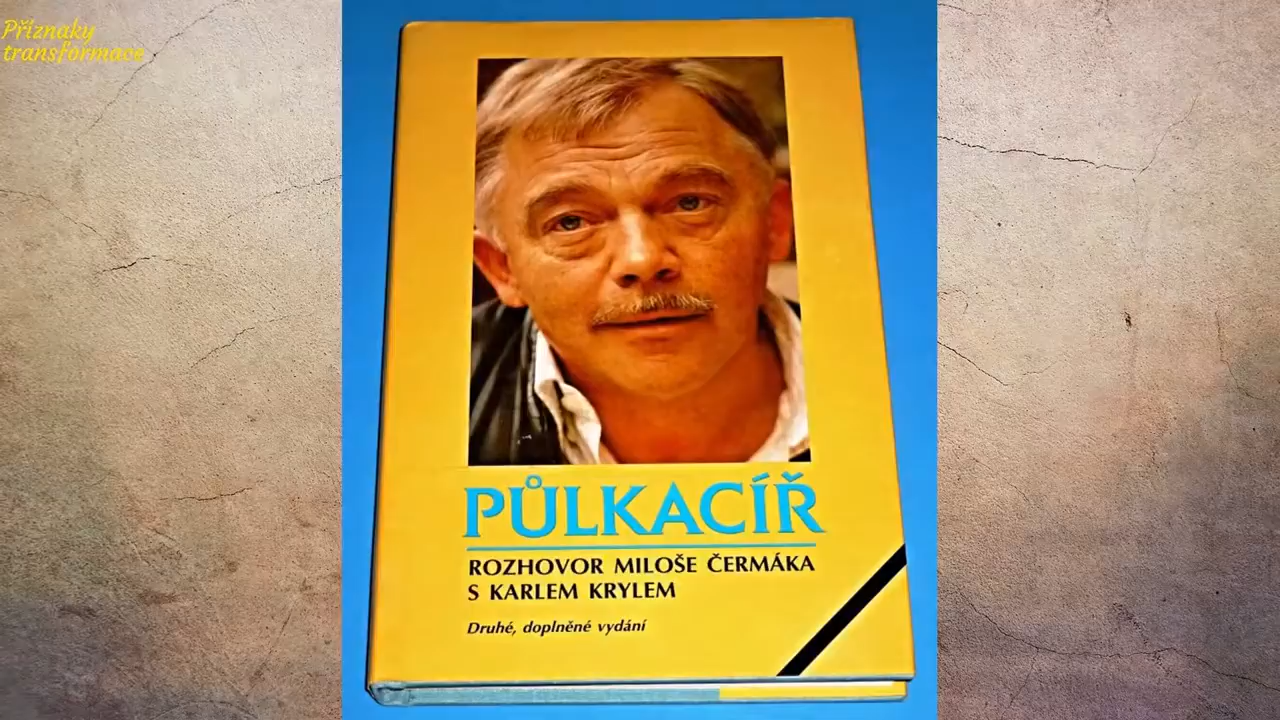 Příznaky
transformace
PŮLKACÍŘ
ROZHOVOR MILOŠE ČERMÁKA
S KARLEM KRYLEM
Druhé, doplněné vydání